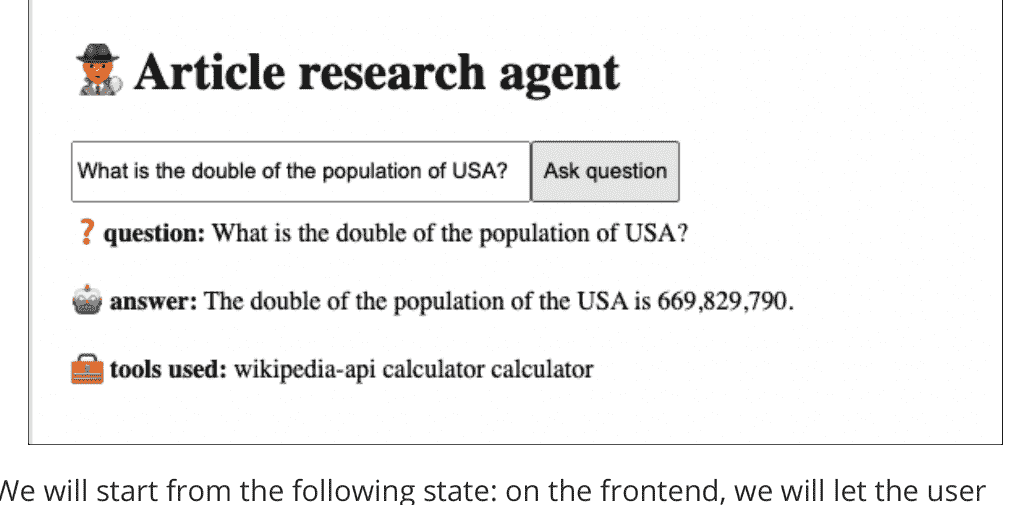 Article research agent
What is the double of the population of USA? Ask question
question: What is the double of the population of USA?
answer: The double of the population of the USA is 669,829,790.
tools used: wikipedia-api calculator calculator
We will start from the following state: on the frontend, we will let the user